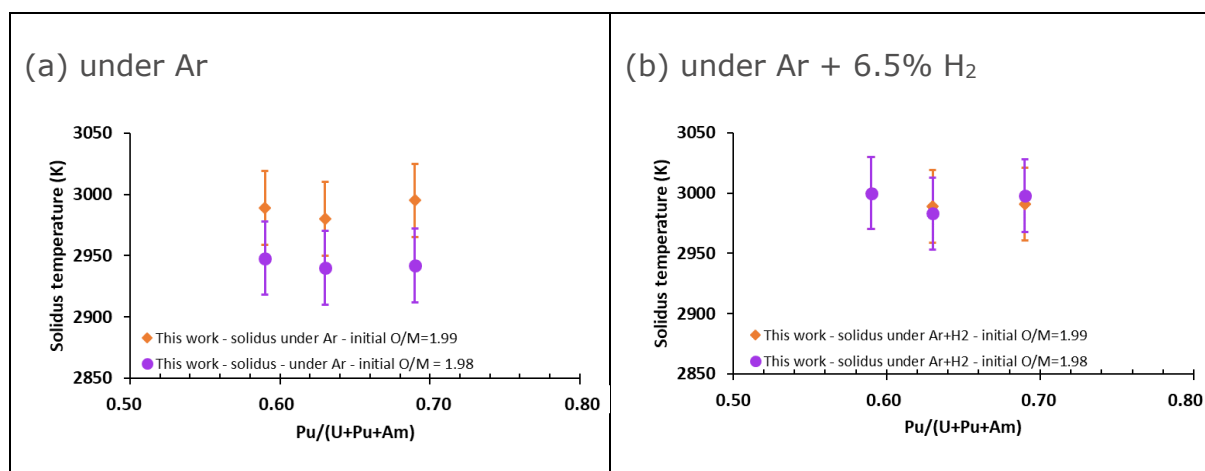 (a) under Ar
3050
3000
2950
2900
2850
Solidus temperature (K)
This work - solidus under Ar - initial O/M=1.99
This work - solidus - under Ar - initial O/M = 1.98
0.50 0.60 0.70 0.80
Pu/(U+Pu+Am)
(b) under Ar + 6.5% H₂
3050
3000
2950
2900
2850
Solidus temperature (K)
This work - solidus under Ar+H2 - initial O/M=1.99
This work - solidus under Ar+H2 - initial O/M=1.98
0.50 0.60 0.70 0.80
Pu/(U+Pu+Am)